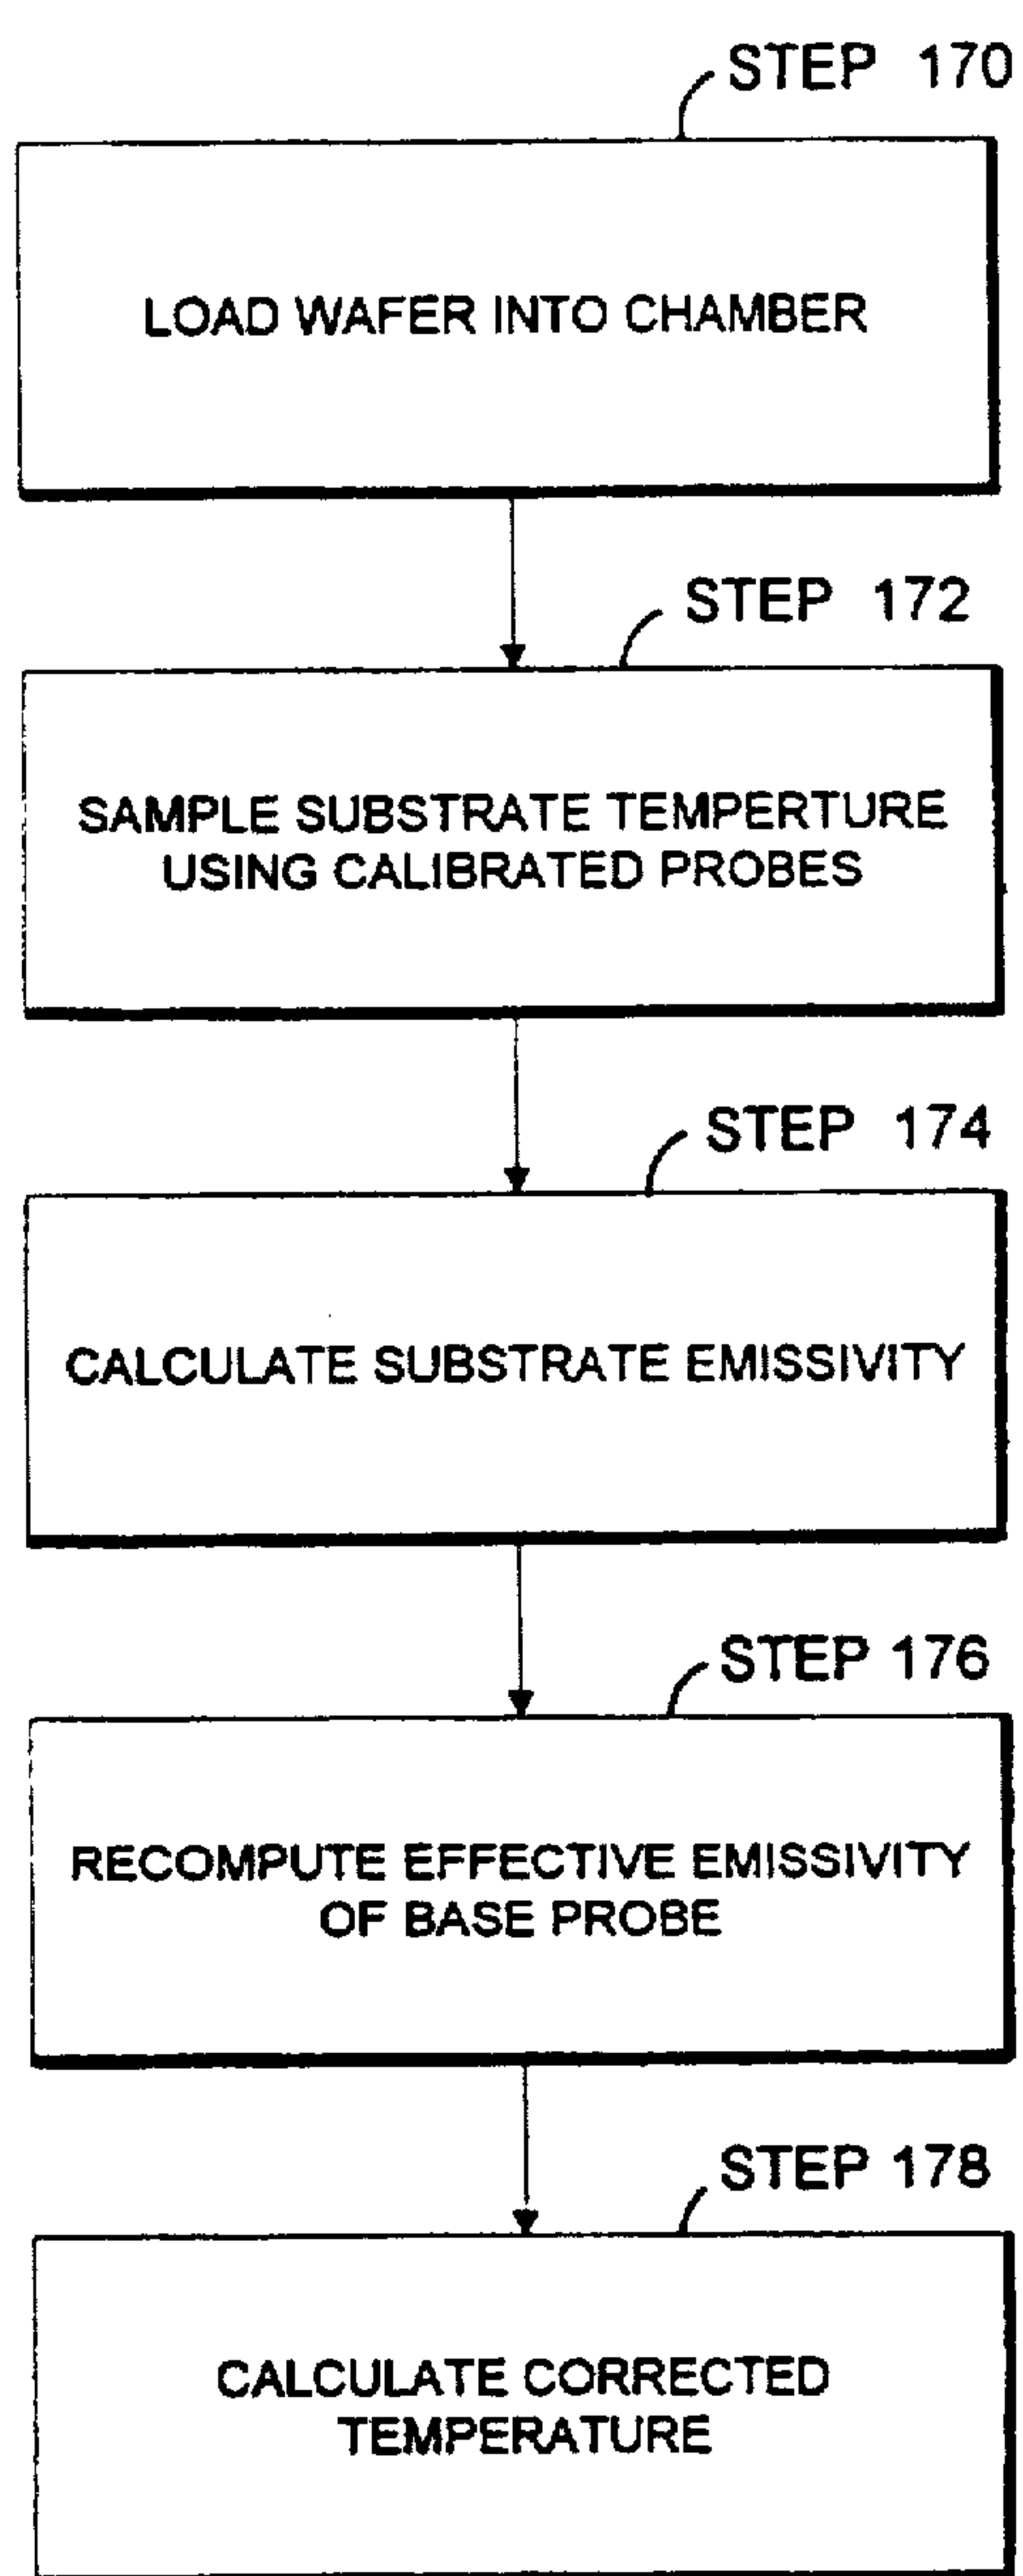 STEP 170
LOAD WAFER INTO CHAMBER
STEP 172
SAMPLE SUBSTRATE TEMPERTURE
USING CALIBRATED PROBES
STEP 174
CALCULATE SUBSTRATE EMISSIVITY
STEP 176
RECOMPUTE EFFECTIVE EMISSIVITY
OF BASE PROBE
STEP 178
CALCULATE CORRECTED
TEMPERATURE